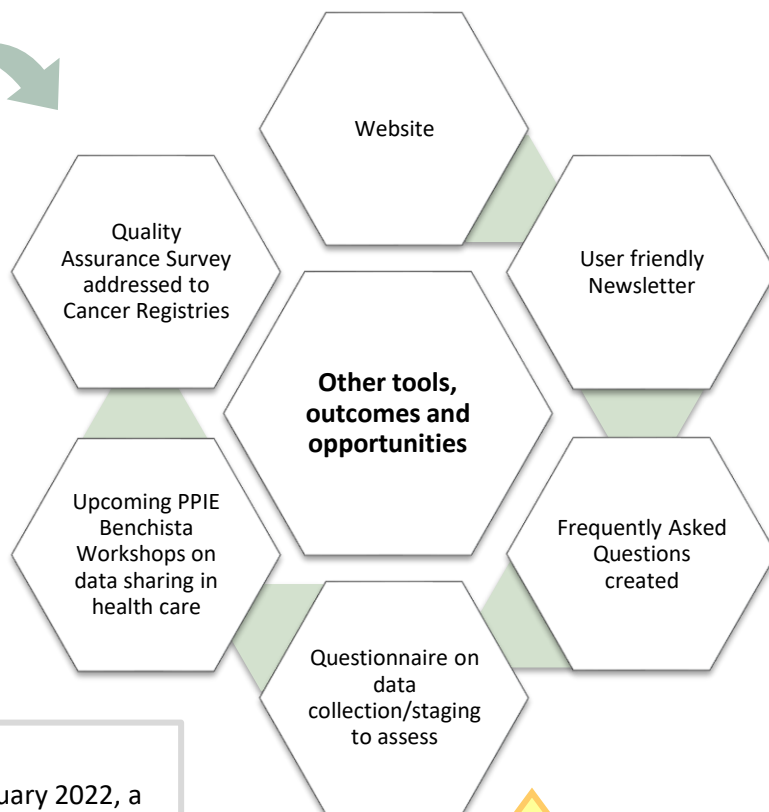 Website
Quality
Assurance Survey
addressed to
Cancer Registries
User friendly
Newsletter
Other tools,
outcomes and
opportunities
Upcoming PPIE
Benchista
Workshops on
data sharing in
health care
Frequently Asked
Questions
created
Questionnaire on
data
collection/staging
to assess
2022, a